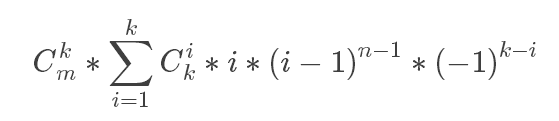 $C_m^k * \sum_{i=1}^{k} C_k^i * i * (i-1)^{n-1} * (-1)^{k-i}$